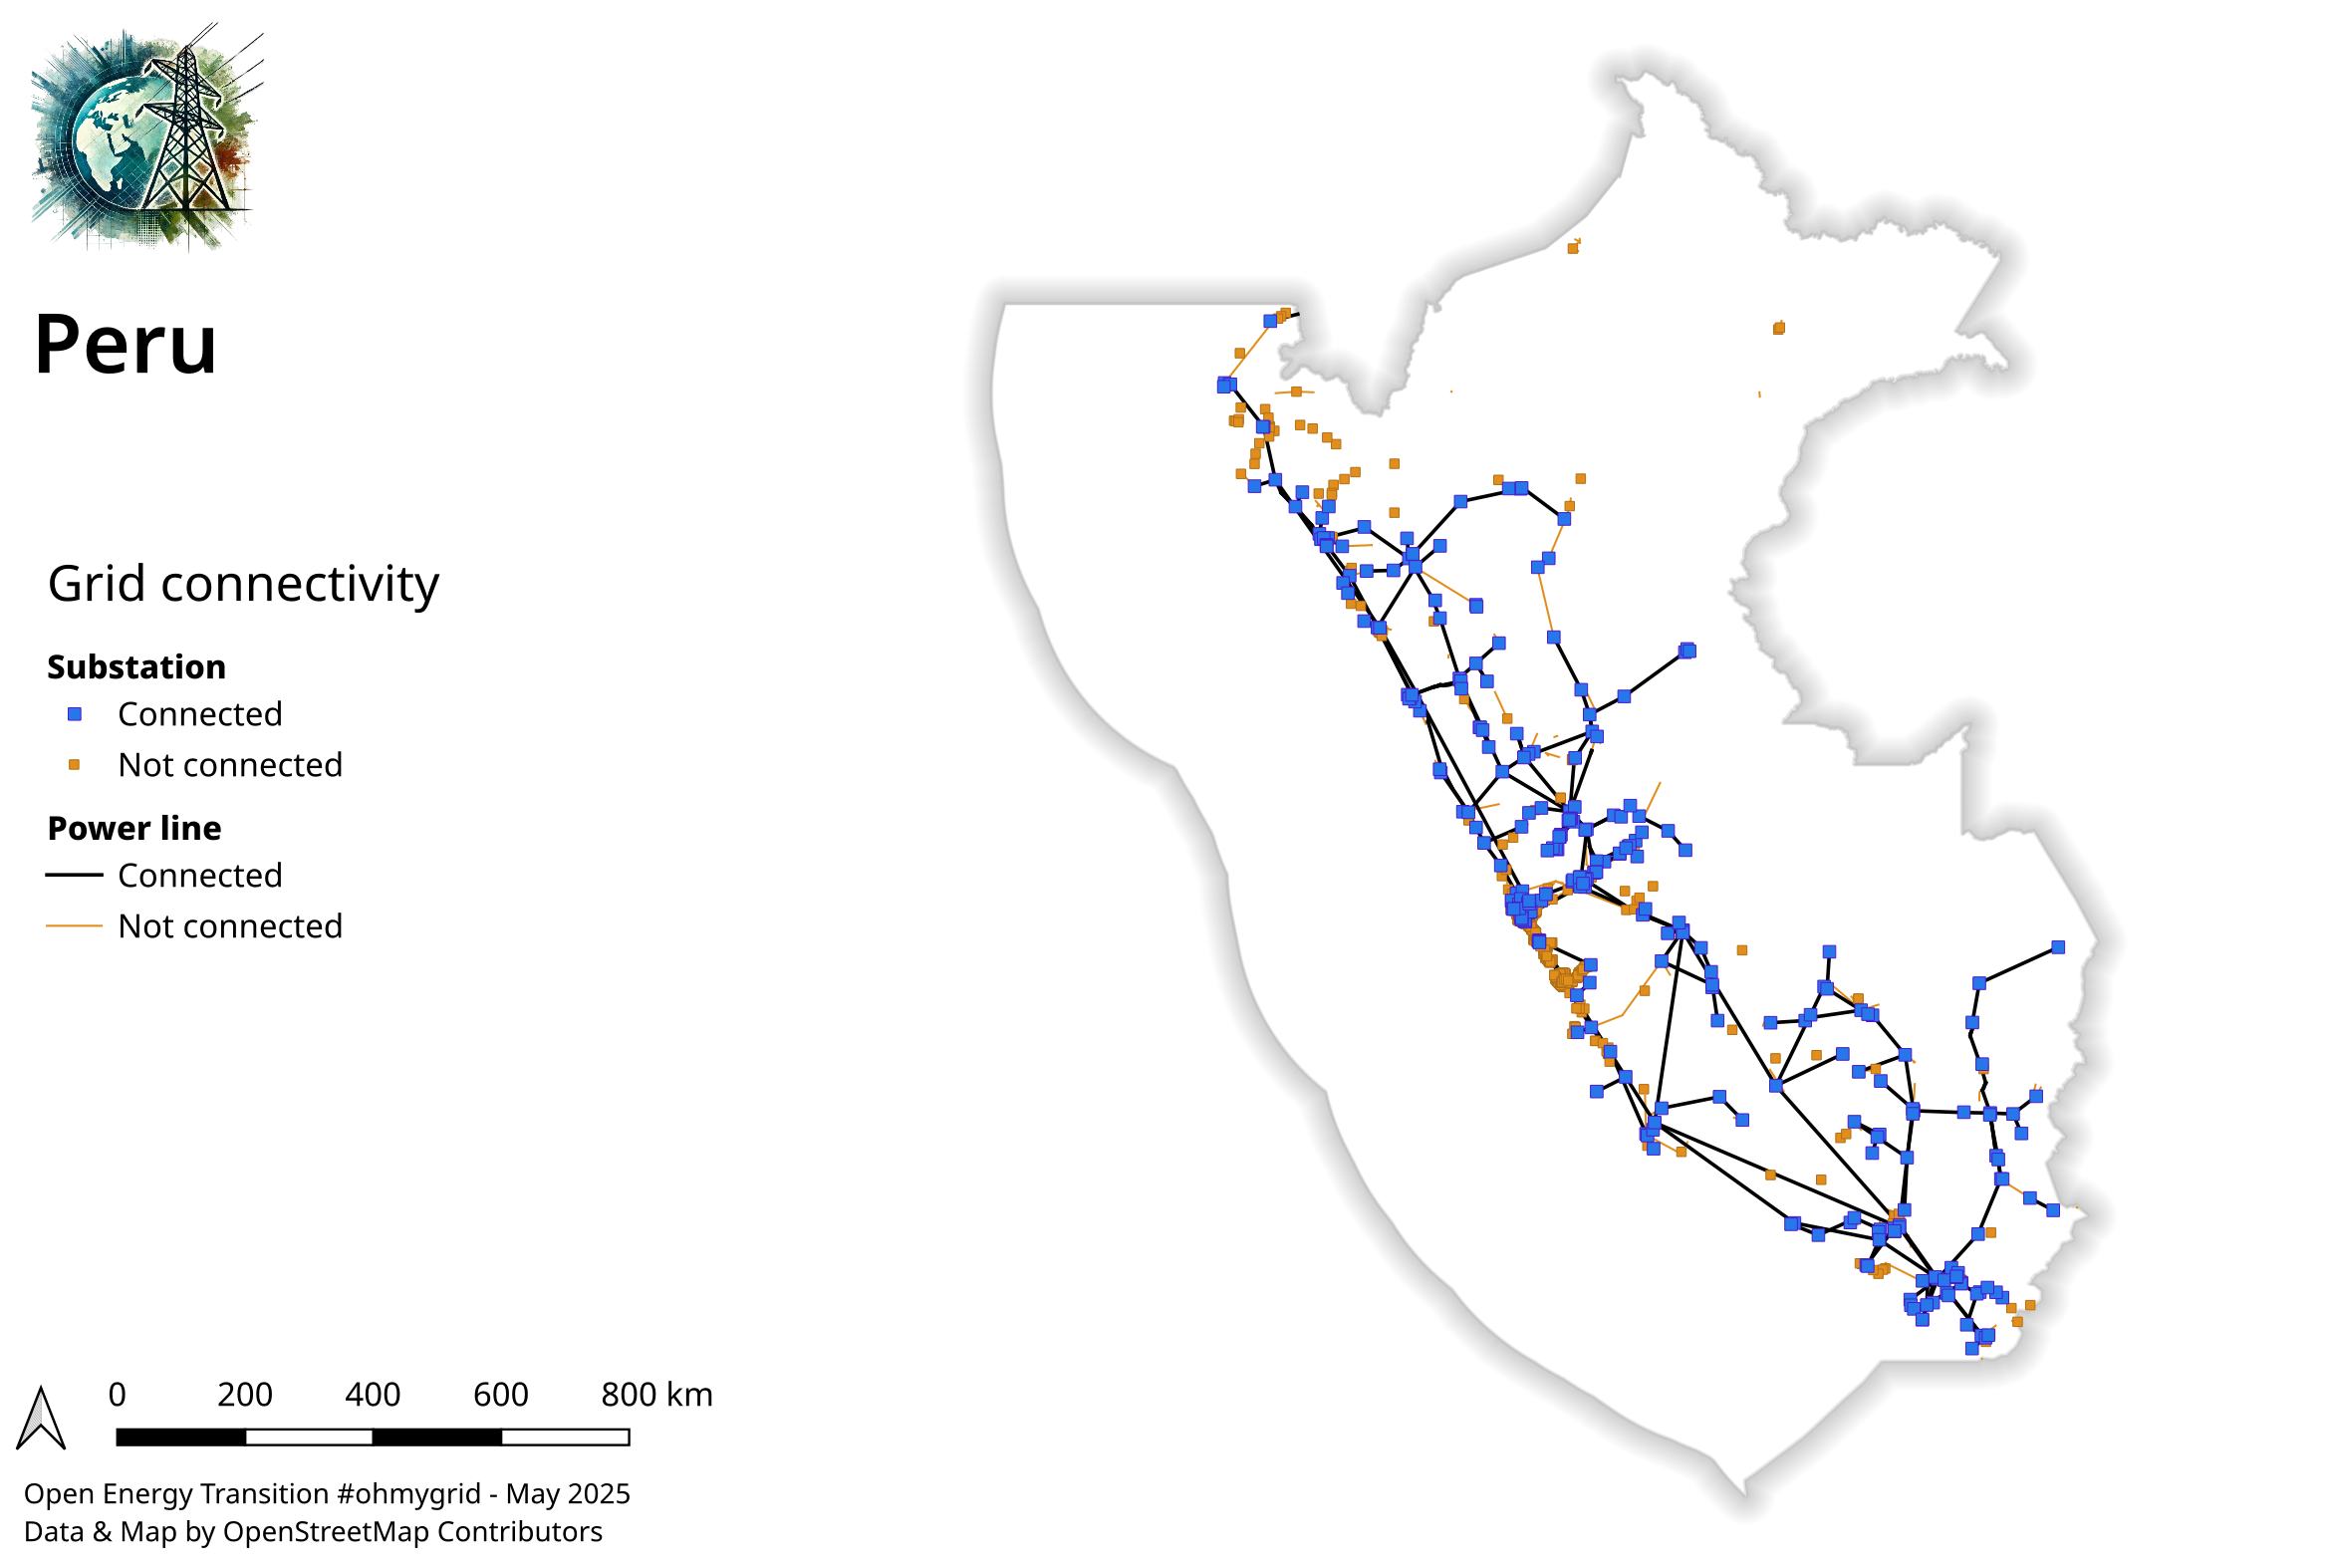 Peru
Grid connectivity
Substation
Connected
Not connected
Power line
Connected
Not connected
0 200 400 600 800 km
Open Energy Transition #ohmygrid - May 2025
Data & Map by OpenStreetMap Contributors